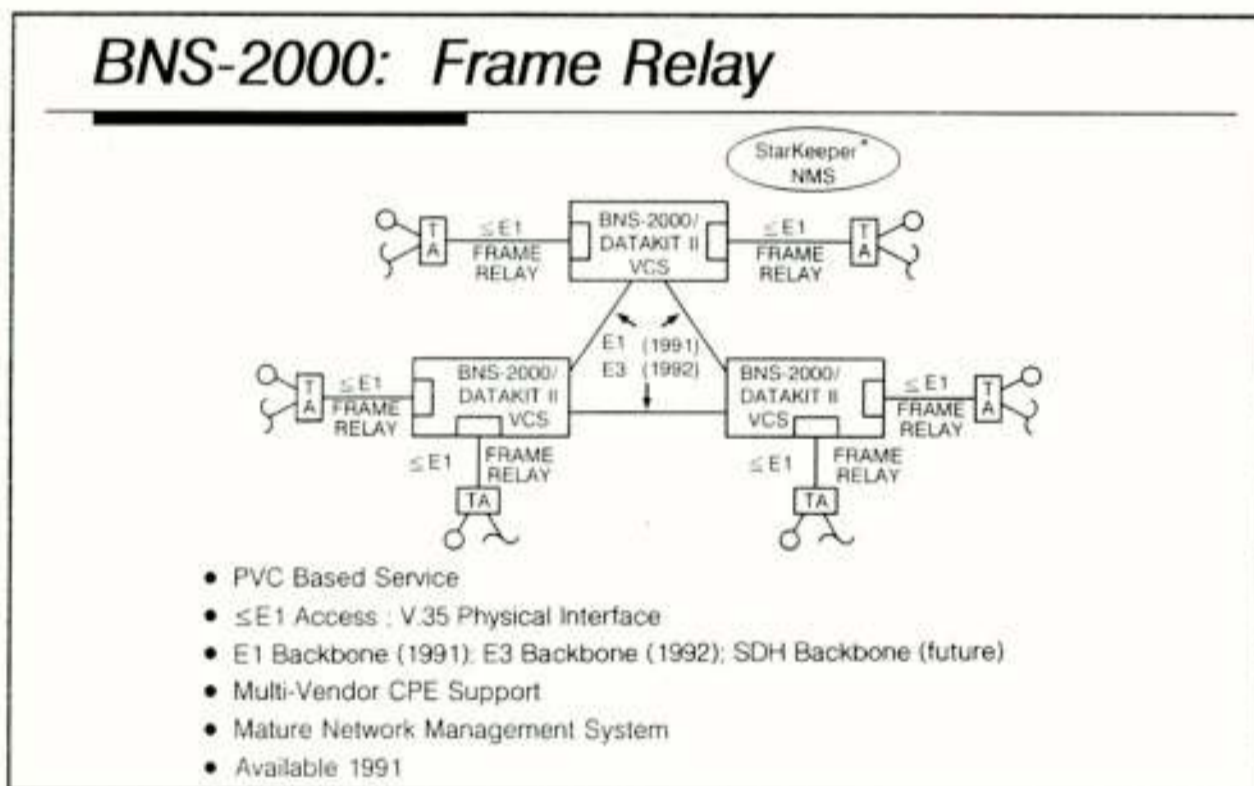 BNS-2000: Frame Relay
StarKeeper*
NMS
T
A
≤E1
FRAME
RELAY
BNS-2000/
DATAKIT II
VCS
≤E1
FRAME
RELAY
T
A
E1 (1991)
E3 (1992)
T
A
≤E1
FRAME
RELAY
BNS-2000/
DATAKIT II
VCS
BNS-2000/
DATAKIT II
VCS
≤E1
FRAME
RELAY
T
A
≤E1
FRAME
RELAY
TA
≤E1
FRAME
RELAY
TA
• PVC Based Service
• ≤E1 Access ; V.35 Physical Interface
• E1 Backbone (1991); E3 Backbone (1992); SDH Backbone (future)
• Multi-Vendor CPE Support
• Mature Network Management System
• Available 1991